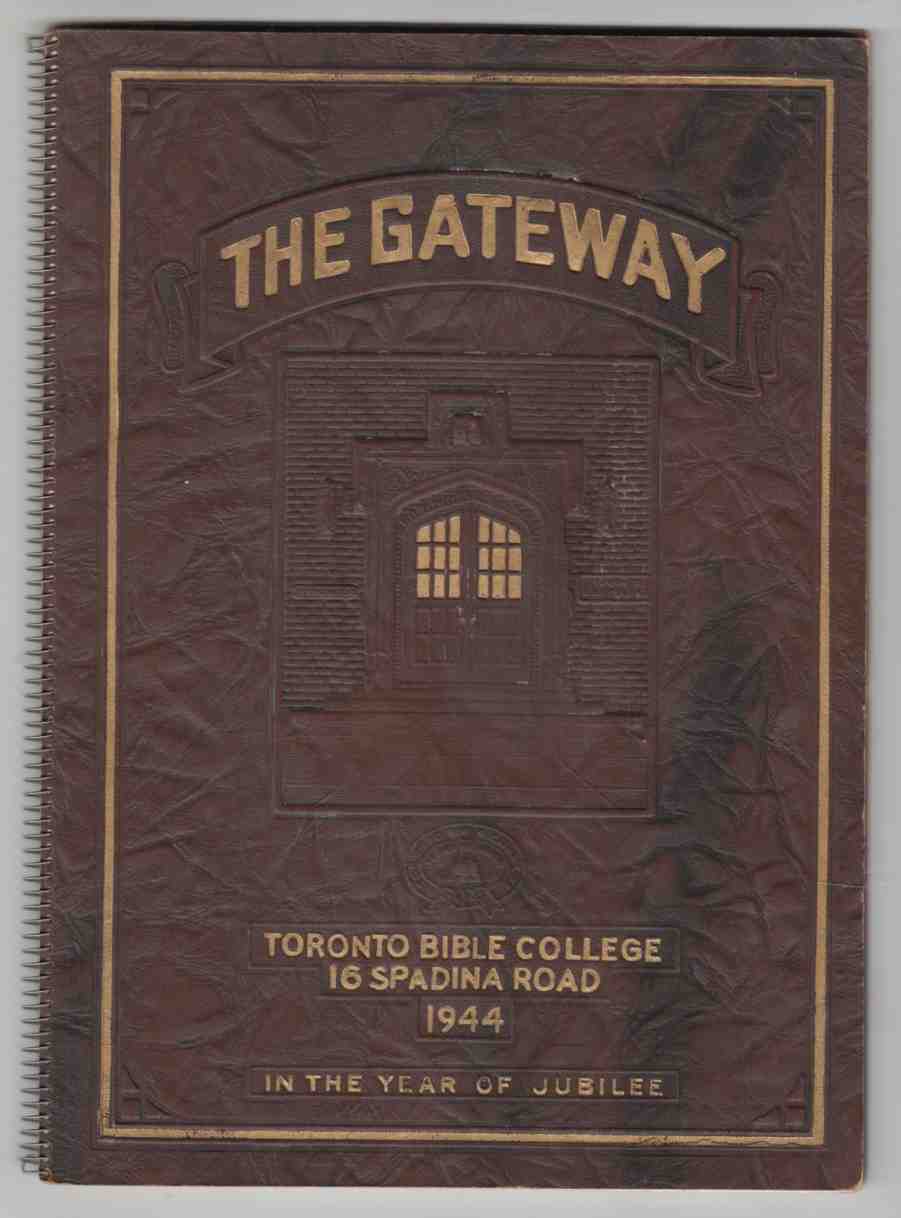 THE GATEWAY
TORONTO BIBLE COLLEGE
16 SPADINA ROAD
1944
IN THE YEAR OF JUBILEE